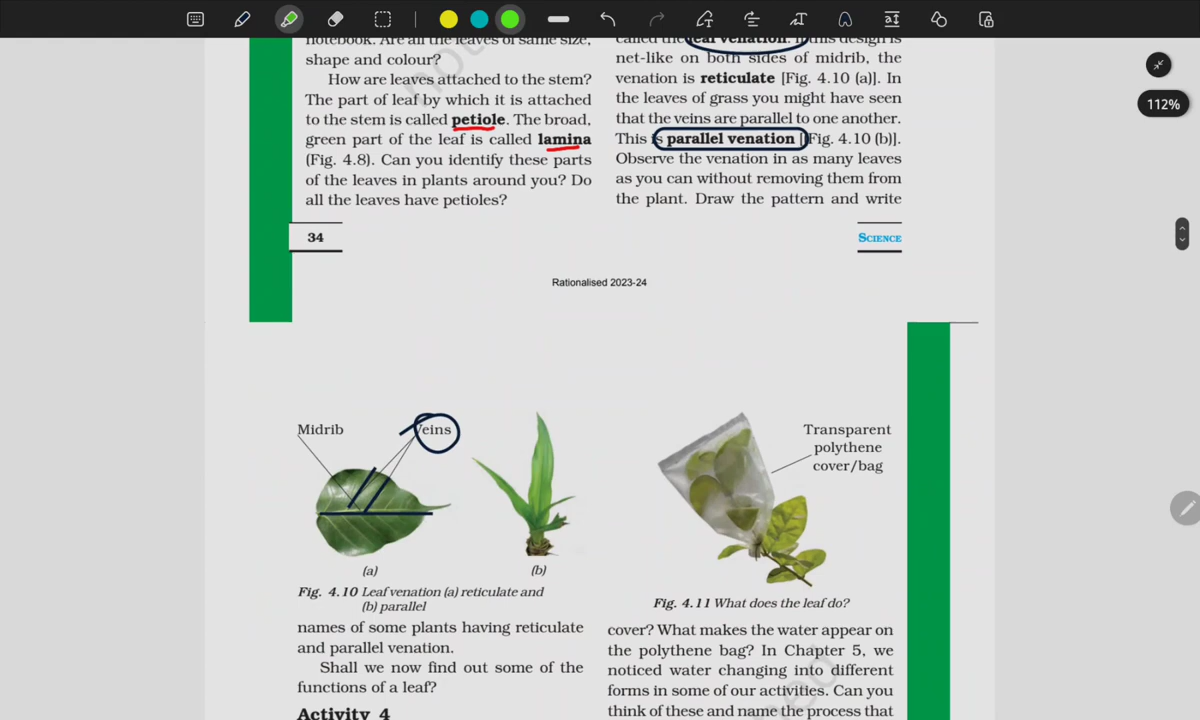 112%
notebook. Are all the leaves of same size,
shape and colour?
How are leaves attached to the stem?
The part of leaf by which it is attached
to the stem is called petiole. The broad,
green part of the leaf is called lamina
(Fig. 4.8). Can you identify these parts
of the leaves in plants around you? Do
all the leaves have petioles?
called the leaf venation. If this design is
net-like on both sides of midrib, the
venation is reticulate [Fig. 4.10 (a)]. In
the leaves of grass you might have seen
that the veins are parallel to one another.
This is parallel venation [Fig. 4.10 (b)].
Observe the venation in as many leaves
as you can without removing them from
the plant. Draw the pattern and write
34
SCIENCE
Rationalised 2023-24
Midrib
Veins
(a)
(b)
Fig. 4.10 Leaf venation (a) reticulate and
(b) parallel
names of some plants having reticulate
and parallel venation.
Shall we now find out some of the
functions of a leaf?
Activity 4
Transparent
polythene
cover/bag
Fig. 4.11 What does the leaf do?
cover? What makes the water appear on
the polythene bag? In Chapter 5, we
noticed water changing into different
forms in some of our activities. Can you
think of these and name the process that